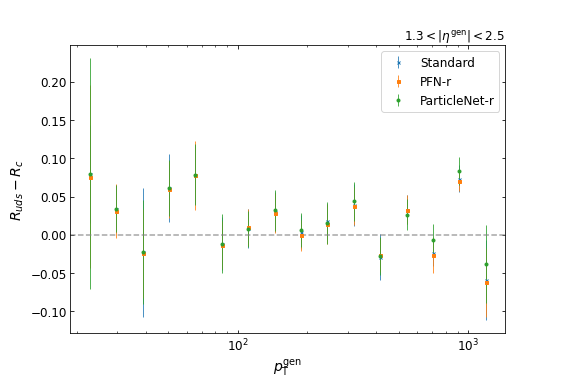 1.3 < |η^gen| < 2.5
Standard
PFN-r
ParticleNet-r
0.20
0.15
0.10
0.05
0.00
−0.05
−0.10
R_uds − R_c
10^2
10^3
p_T^gen